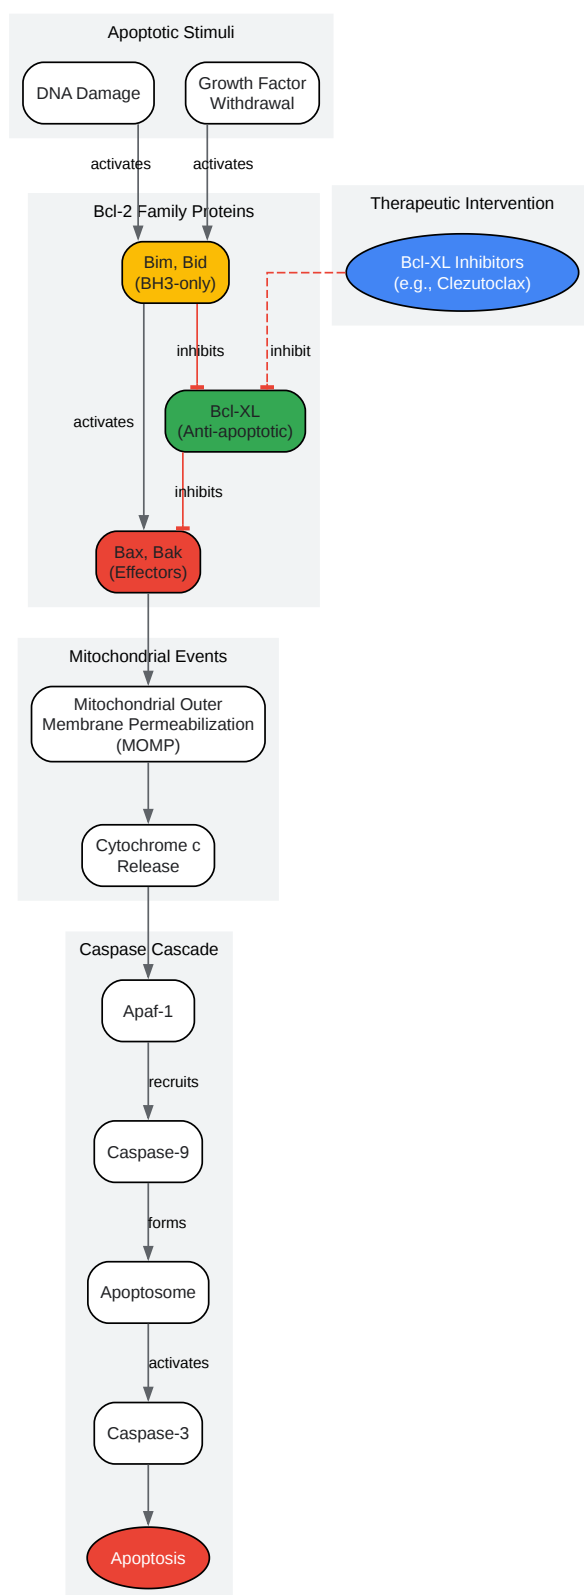 Apoptotic Stimuli
DNA Damage
Growth Factor
Withdrawal
activates
activates
Bcl-2 Family Proteins
Therapeutic Intervention
Bim, Bid
(BH3-only)
Bcl-XL Inhibitors
(e.g., Clezutoclax)
inhibits
inhibit
Bcl-XL
(Anti-apoptotic)
activates
inhibits
Bax, Bak
(Effectors)
Mitochondrial Events
Mitochondrial Outer
Membrane Permeabilization
(MOMP)
Cytochrome c
Release
Caspase Cascade
Apaf-1
recruits
Caspase-9
forms
Apoptosome
activates
Caspase-3
Apoptosis